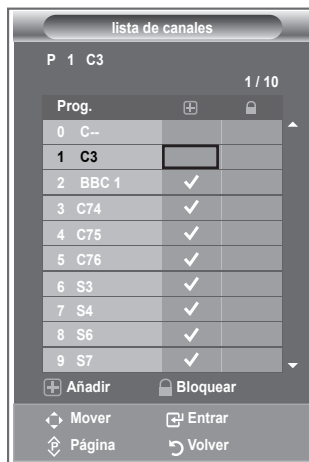 lista de canales
P 1 C3
1 / 10
Prog.
0 C--
1 C3
2 BBC 1
3 C74
4 C75
5 C76
6 S3
7 S4
8 S6
9 S7
Añadir Bloquear
Mover Entrar
P Página Volver